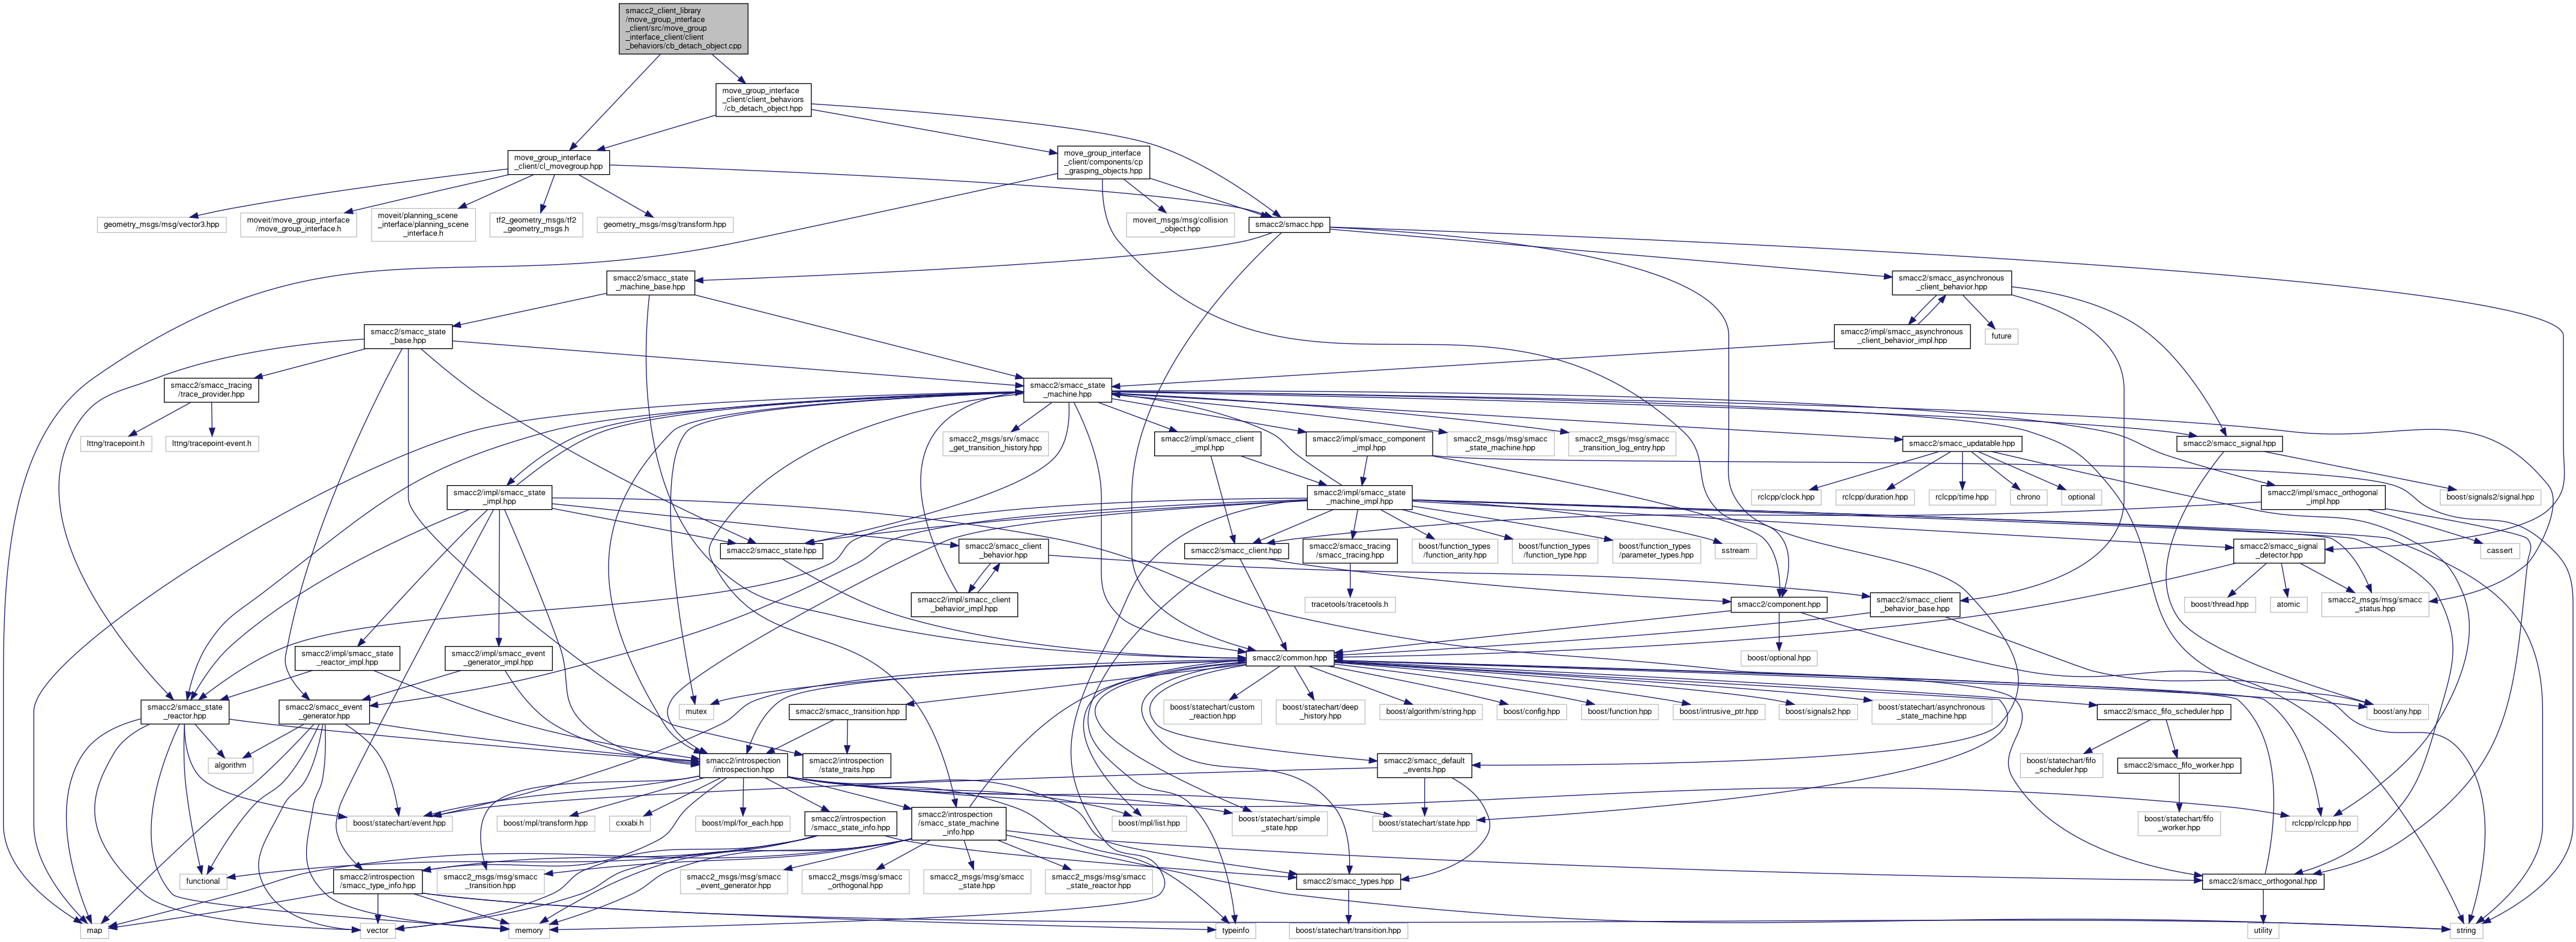 smacc2_client_library
/move_group_interface
_client/src/move_group
_interface_client/client
_behaviors/cb_detach_object.cpp
move_group_interface
_client/client_behaviors
/cb_detach_object.hpp
move_group_interface
_client/cl_movegroup.hpp
move_group_interface
_client/components/cp
_grasping_objects.hpp
geometry_msgs/msg/vector3.hpp
moveit/move_group_interface
/move_group_interface.h
moveit/planning_scene
_interface/planning_scene
_interface.h
tf2_geometry_msgs/tf2
_geometry_msgs.h
geometry_msgs/msg/transform.hpp
moveit_msgs/msg/collision
_object.hpp
smacc2/smacc.hpp
smacc2/smacc_state
_machine_base.hpp
smacc2/smacc_asynchronous
_client_behavior.hpp
smacc2/smacc_state
_base.hpp
smacc2/impl/smacc_asynchronous
_client_behavior_impl.hpp
future
smacc2/smacc_tracing
/trace_provider.hpp
smacc2/smacc_state
_machine.hpp
lttng/tracepoint.h
lttng/tracepoint-event.h
smacc2_msgs/srv/smacc
_get_transition_history.hpp
smacc2/impl/smacc_client
_impl.hpp
smacc2/impl/smacc_component
_impl.hpp
smacc2_msgs/msg/smacc
_state_machine.hpp
smacc2_msgs/msg/smacc
_transition_log_entry.hpp
smacc2/smacc_updatable.hpp
smacc2/smacc_signal.hpp
smacc2/impl/smacc_state
_impl.hpp
smacc2/impl/smacc_state
_machine_impl.hpp
rclcpp/clock.hpp
rclcpp/duration.hpp
rclcpp/time.hpp
chrono
optional
smacc2/impl/smacc_orthogonal
_impl.hpp
boost/signals2/signal.hpp
smacc2/smacc_state.hpp
smacc2/smacc_client
_behavior.hpp
smacc2/smacc_client.hpp
smacc2/smacc_tracing
/smacc_tracing.hpp
boost/function_types
/function_arity.hpp
boost/function_types
/function_type.hpp
boost/function_types
/parameter_types.hpp
sstream
smacc2/smacc_signal
_detector.hpp
cassert
smacc2/impl/smacc_client
_behavior_impl.hpp
tracetools/tracetools.h
smacc2/component.hpp
smacc2/smacc_client
_behavior_base.hpp
boost/thread.hpp
atomic
smacc2_msgs/msg/smacc
_status.hpp
smacc2/impl/smacc_state
_reactor_impl.hpp
smacc2/impl/smacc_event
_generator_impl.hpp
smacc2/common.hpp
boost/optional.hpp
smacc2/smacc_state
_reactor.hpp
smacc2/smacc_event
_generator.hpp
mutex
smacc2/smacc_transition.hpp
boost/statechart/custom
_reaction.hpp
boost/statechart/deep
_history.hpp
boost/algorithm/string.hpp
boost/config.hpp
boost/function.hpp
boost/intrusive_ptr.hpp
boost/signals2.hpp
boost/statechart/asynchronous
_state_machine.hpp
smacc2/smacc_fifo_scheduler.hpp
boost/any.hpp
algorithm
smacc2/introspection
/introspection.hpp
smacc2/introspection
/state_traits.hpp
smacc2/smacc_default
_events.hpp
boost/statechart/fifo
_scheduler.hpp
smacc2/smacc_fifo_worker.hpp
boost/statechart/event.hpp
boost/mpl/transform.hpp
cxxabi.h
boost/mpl/for_each.hpp
smacc2/introspection
/smacc_state_info.hpp
smacc2/introspection
/smacc_state_machine
_info.hpp
boost/mpl/list.hpp
boost/statechart/simple
_state.hpp
boost/statechart/state.hpp
boost/statechart/fifo
_worker.hpp
rclcpp/rclcpp.hpp
functional
smacc2/introspection
/smacc_type_info.hpp
smacc2_msgs/msg/smacc
_transition.hpp
smacc2_msgs/msg/smacc
_event_generator.hpp
smacc2_msgs/msg/smacc
_orthogonal.hpp
smacc2_msgs/msg/smacc
_state.hpp
smacc2_msgs/msg/smacc
_state_reactor.hpp
smacc2/smacc_types.hpp
smacc2/smacc_orthogonal.hpp
map
vector
memory
typeinfo
boost/statechart/transition.hpp
utility
string